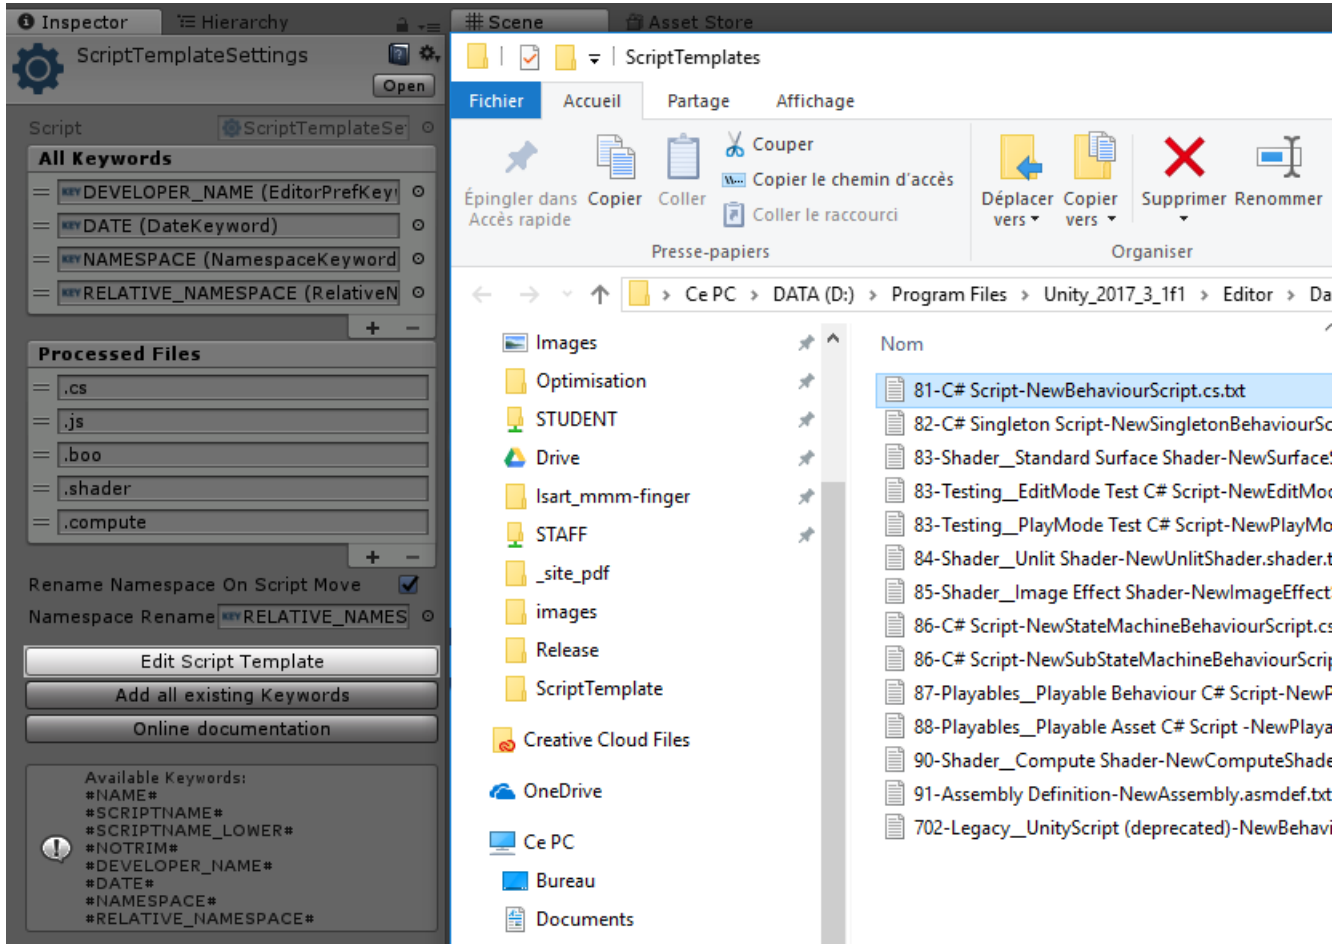 Inspector
Hierarchy
ScriptTemplateSettings
Open
Script
ScriptTemplateSet
All Keywords
DEVELOPER_NAME (EditorPrefKey
DATE (DateKeyword)
NAMESPACE (NamespaceKeyword
RELATIVE_NAMESPACE (RelativeN
+ −
Processed Files
.cs
.js
.boo
.shader
.compute
+ −
Rename Namespace On Script Move
Namespace Rename
RELATIVE_NAMES
Edit Script Template
Add all existing Keywords
Online documentation
Available Keywords:
#NAME#
#SCRIPTNAME#
#SCRIPTNAME_LOWER#
#NOTRIM#
#DEVELOPER_NAME#
#DATE#
#NAMESPACE#
#RELATIVE_NAMESPACE#
Scene
Asset Store
ScriptTemplates
Fichier
Accueil
Partage
Affichage
Épingler dans
Accès rapide
Copier
Coller
Couper
Copier le chemin d'accès
Coller le raccourci
Presse-papiers
Déplacer
vers
Copier
vers
Supprimer
Renommer
Organiser
Ce PC > DATA (D:) > Program Files > Unity_2017_3_1f1 > Editor > Da
Images
Optimisation
STUDENT
Drive
Isart_mmm-finger
STAFF
_site_pdf
images
Release
ScriptTemplate
Creative Cloud Files
OneDrive
Ce PC
Bureau
Documents
Nom
81-C# Script-NewBehaviourScript.cs.txt
82-C# Singleton Script-NewSingletonBehaviourSc
83-Shader__Standard Surface Shader-NewSurfaceS
83-Testing__EditMode Test C# Script-NewEditMod
83-Testing__PlayMode Test C# Script-NewPlayMo
84-Shader__Unlit Shader-NewUnlitShader.shader.t
85-Shader__Image Effect Shader-NewImageEffect
86-C# Script-NewStateMachineBehaviourScript.cs
86-C# Script-NewSubStateMachineBehaviourScrip
87-Playables__Playable Behaviour C# Script-NewP
88-Playables__Playable Asset C# Script -NewPlaya
90-Shader__Compute Shader-NewComputeShade
91-Assembly Definition-NewAssembly.asmdef.txt
702-Legacy__UnityScript (deprecated)-NewBehavi